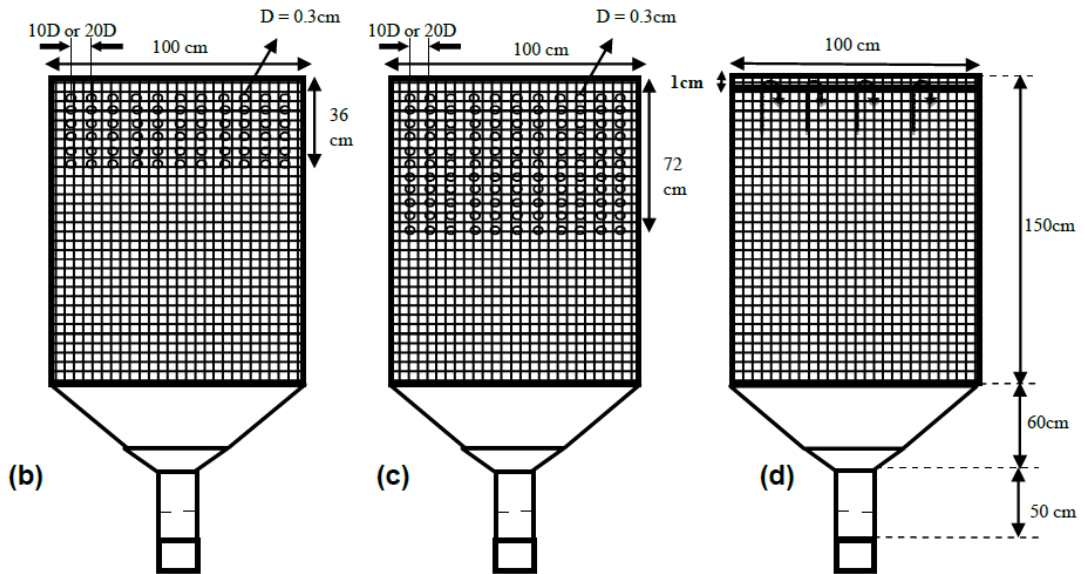 10D or 20D
D = 0.3cm
100 cm
36
cm
(b)
10D or 20D
D = 0.3cm
100 cm
72
cm
(c)
100 cm
1cm
150cm
60cm
50 cm
(d)